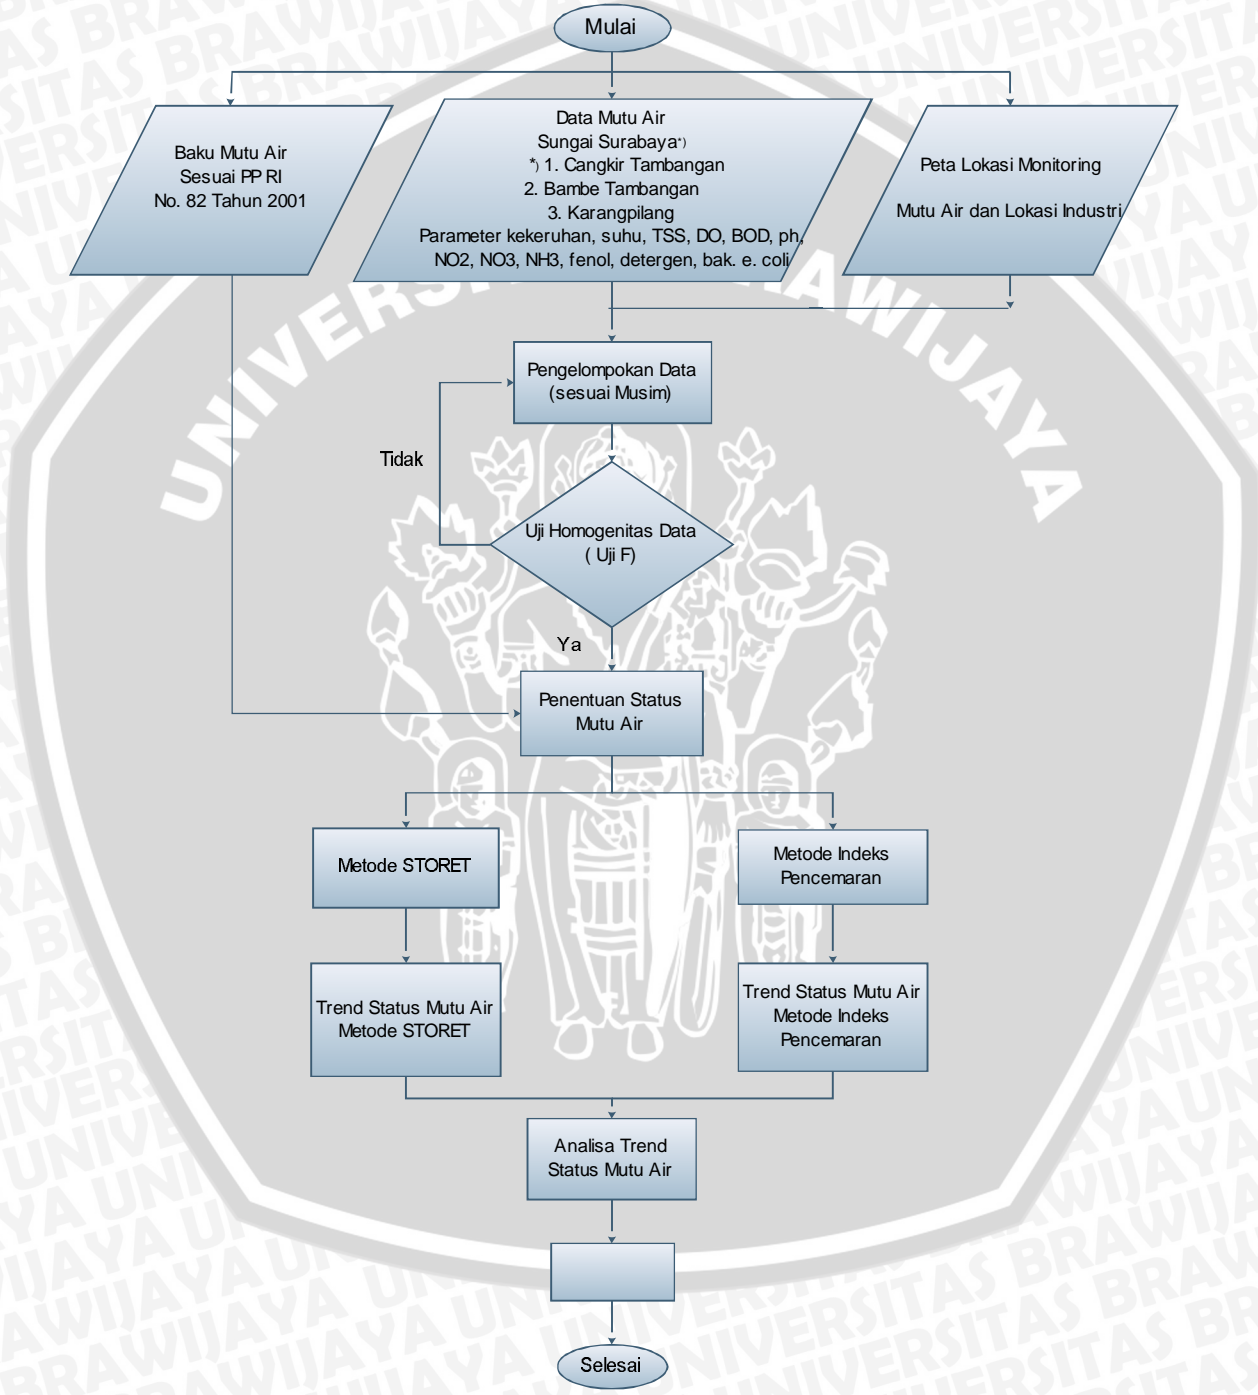 Mulai
Baku Mutu Air
Sesuai PP RI
No. 82 Tahun 2001
Data Mutu Air
Sungai Surabaya*)
*) 1. Cangkir Tambangan
2. Bambe Tambangan
3. Karangpilang
Parameter kekeruhan, suhu, TSS, DO, BOD, ph,
NO2, NO3, NH3, fenol, detergen, bak. e. coli
Peta Lokasi Monitoring
Mutu Air dan Lokasi Industri
Pengelompokan Data
(sesuai Musim)
Tidak
Uji Homogenitas Data
( Uji F)
Ya
Penentuan Status
Mutu Air
Metode STORET
Metode Indeks
Pencemaran
Trend Status Mutu Air
Metode STORET
Trend Status Mutu Air
Metode Indeks
Pencemaran
Analisa Trend
Status Mutu Air
Selesai
UNIVERSITAS BRAWIJAYA